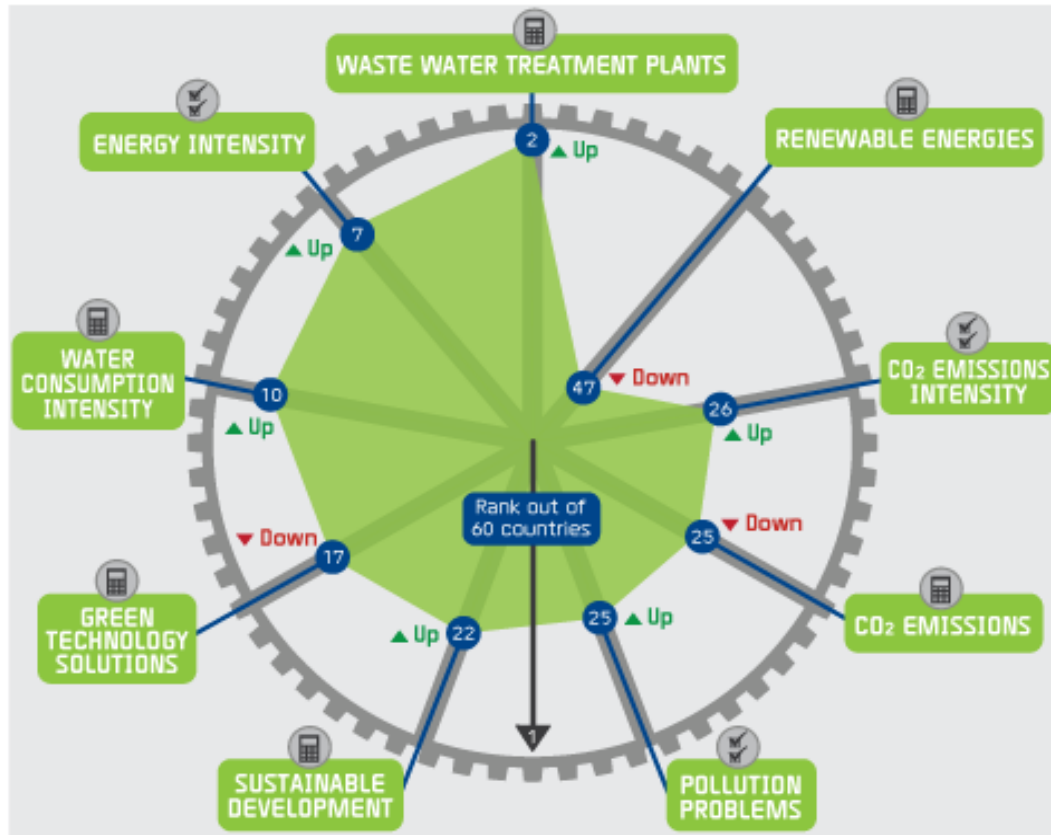 WASTE WATER TREATMENT PLANTS
2
▲ Up
RENEWABLE ENERGIES
47
▼ Down
CO₂ EMISSIONS
INTENSITY
26
▲ Up
CO₂ EMISSIONS
25
▼ Down
POLLUTION
PROBLEMS
25
▲ Up
SUSTAINABLE
DEVELOPMENT
22
▲ Up
GREEN
TECHNOLOGY
SOLUTIONS
17
▼ Down
WATER
CONSUMPTION
INTENSITY
10
▲ Up
ENERGY INTENSITY
7
▲ Up
Rank out of
60 countries
1